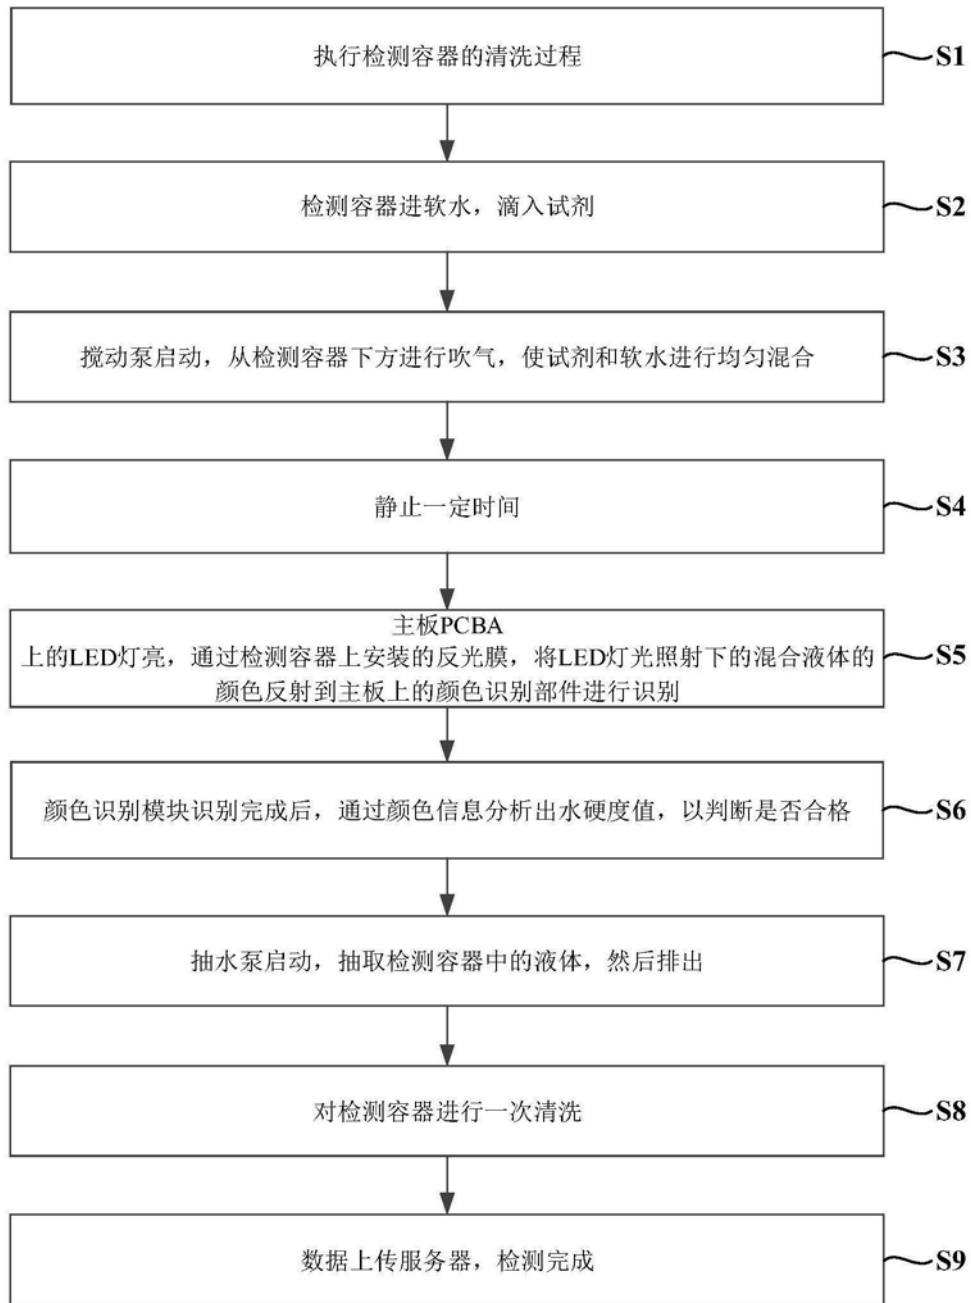 执行检测容器的清洗过程
S1
检测容器进软水，滴入试剂
S2
搅动泵启动，从检测容器下方进行吹气，使试剂和软水进行均匀混合
S3
静止一定时间
S4
主板PCBA
上的LED灯亮，通过检测容器上安装的反光膜，将LED灯光照射下的混合液体的
颜色反射到主板上的颜色识别部件进行识别
S5
颜色识别模块识别完成后，通过颜色信息分析出水硬度值，以判断是否合格
S6
抽水泵启动，抽取检测容器中的液体，然后排出
S7
对检测容器进行一次清洗
S8
数据上传服务器，检测完成
S9